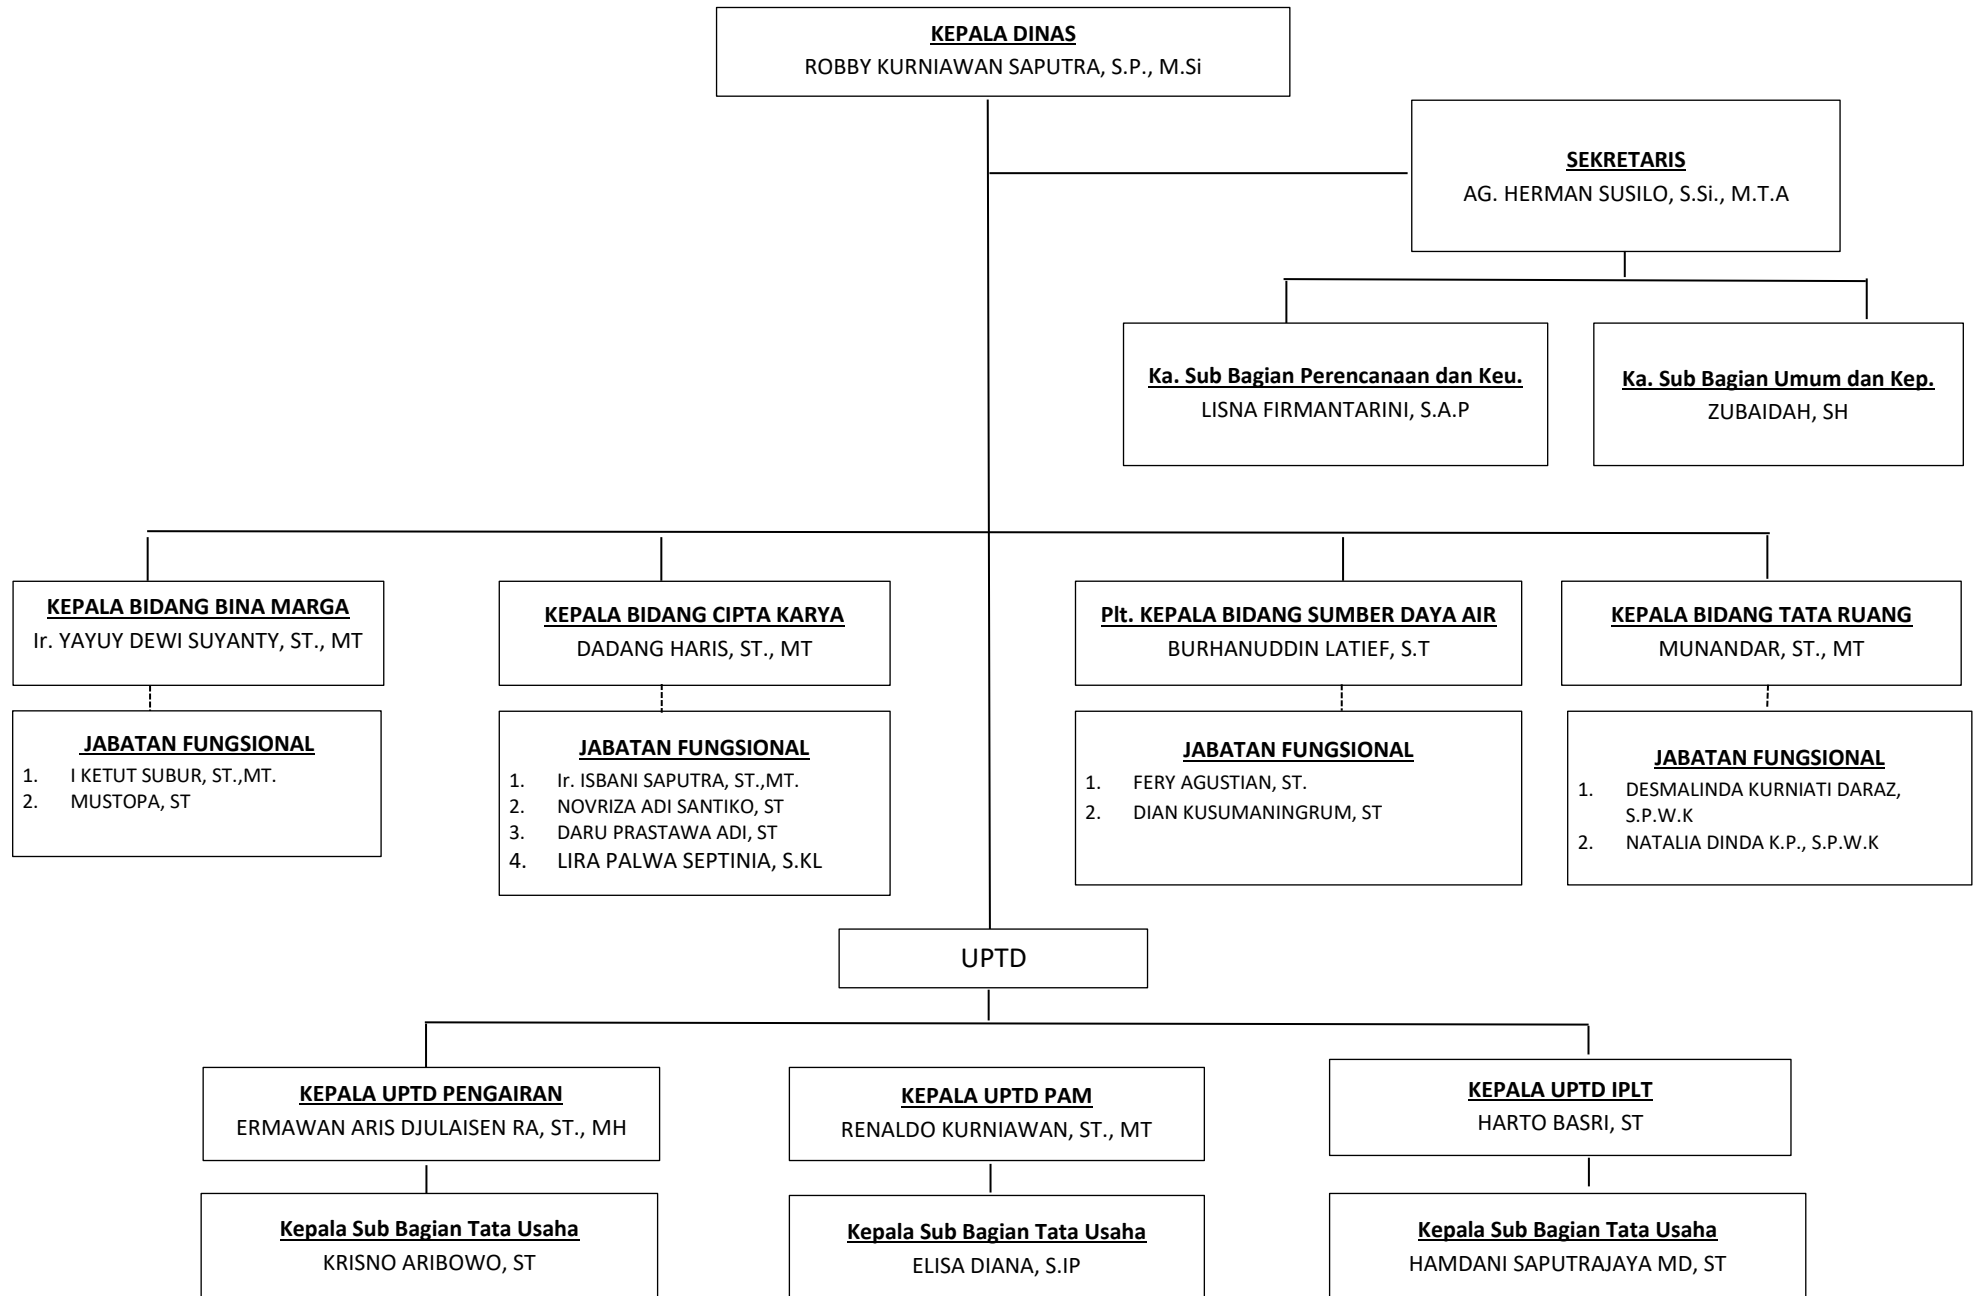 KEPALA DINAS
ROBBY KURNIAWAN SAPUTRA, S.P., M.Si
SEKRETARIS
AG. HERMAN SUSILO, S.Si., M.T.A
Ka. Sub Bagian Perencanaan dan Keu.
LISNA FIRMANTARINI, S.A.P
Ka. Sub Bagian Umum dan Kep.
ZUBAIDAH, SH
KEPALA BIDANG BINA MARGA
Ir. YAYUY DEWI SUYANTY, ST., MT
KEPALA BIDANG CIPTA KARYA
DADANG HARIS, ST., MT
Plt. KEPALA BIDANG SUMBER DAYA AIR
BURHANUDDIN LATIEF, S.T
KEPALA BIDANG TATA RUANG
MUNANDAR, ST., MT
JABATAN FUNGSIONAL
1. I KETUT SUBUR, ST.,MT.
2. MUSTOPA, ST
JABATAN FUNGSIONAL
1. Ir. ISBANI SAPUTRA, ST.,MT.
2. NOVRIZA ADI SANTIKO, ST
3. DARU PRASTAWA ADI, ST
4. LIRA PALWA SEPTINIA, S.KL
JABATAN FUNGSIONAL
1. FERY AGUSTIAN, ST.
2. DIAN KUSUMANINGRUM, ST
JABATAN FUNGSIONAL
1. DESMALINDA KURNIATI DARAZ,
S.P.W.K
2. NATALIA DINDA K.P., S.P.W.K
UPTD
KEPALA UPTD PENGAIRAN
ERMAWAN ARIS DJULAISEN RA, ST., MH
KEPALA UPTD PAM
RENALDO KURNIAWAN, ST., MT
KEPALA UPTD IPLT
HARTO BASRI, ST
Kepala Sub Bagian Tata Usaha
KRISNO ARIBOWO, ST
Kepala Sub Bagian Tata Usaha
ELISA DIANA, S.IP
Kepala Sub Bagian Tata Usaha
HAMDANI SAPUTRAJAYA MD, ST